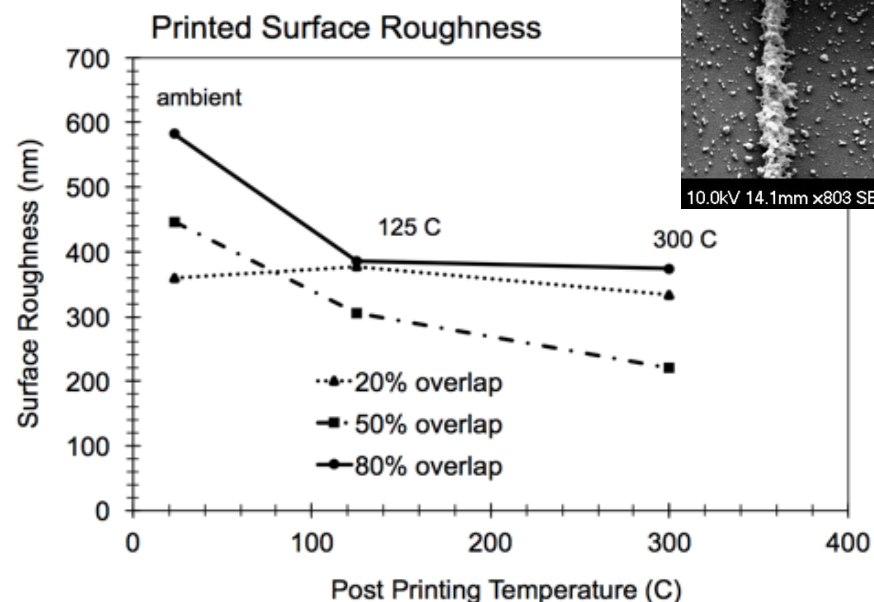 Printed Surface Roughness
700
600
500
400
300
200
100
0
Surface Roughness (nm)
ambient
125 C
300 C
10.0kV 14.1mm x803 SE
20% overlap
50% overlap
80% overlap
0 100 200 300 400
Post Printing Temperature (C)